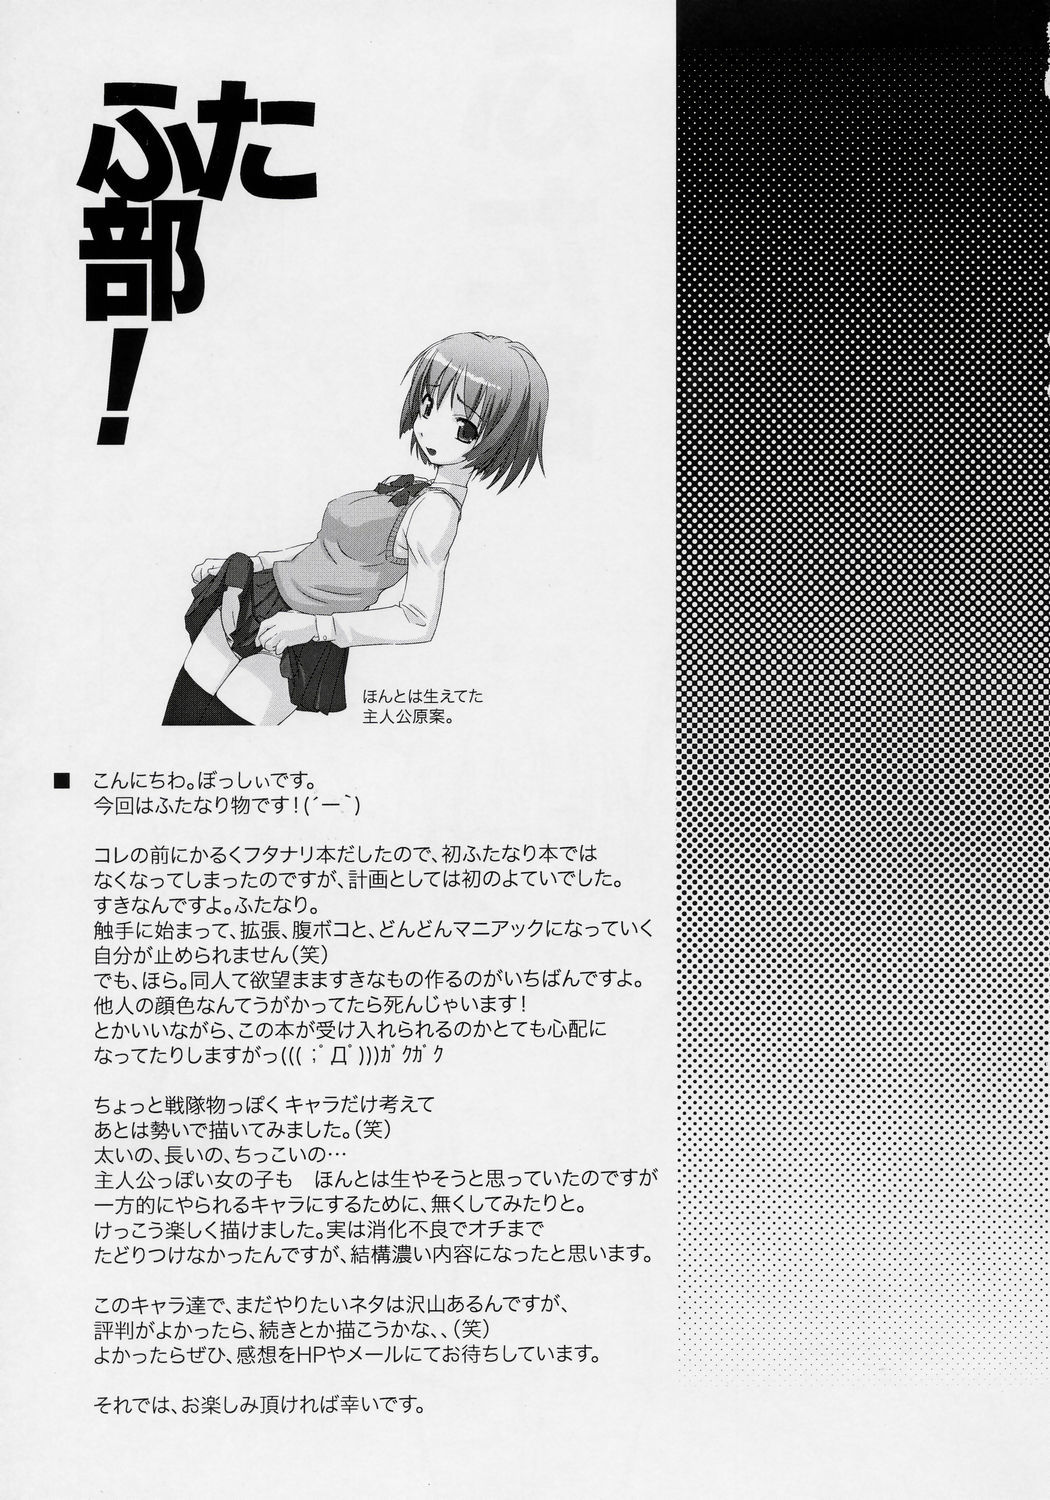 ふた
部
！
ほんとは生えてた
主人公原案。
■ こんにちわ。ぼっしぃです。
今回はふたなり物です！(´ー｀)
コレの前にかるくフタナリ本だしたので、初ふたなり本では
なくなってしまったのですが、計画としては初のよていでした。
すきなんですよ。ふたなり。
触手に始まって、拡張、腹ボコと、どんどんマニアックになっていく
自分が止められません（笑）
でも、ほら。同人て欲望まますきなもの作るのがいちばんですよ。
他人の顔色なんてうがかってたら死んじゃいます！
とかいいながら、この本が受け入れられるのかとても心配に
なってたりしますがっ(((；ﾟДﾟ)))ｶﾞｸｶﾞｸ
ちょっと戦隊物っぽくキャラだけ考えて
あとは勢いで描いてみました。（笑）
太いの、長いの、ちっこいの…
主人公っぽい女の子も　ほんとは生やそうと思っていたのですが
一方的にやられるキャラにするために、無くしてみたりと。
けっこう楽しく描けました。実は消化不良でオチまで
たどりつけなかったんですが、結構濃い内容になったと思います。
このキャラ達で、まだやりたいネタは沢山あるんですが、
評判がよかったら、続きとか描こうかな、、（笑）
よかったらぜひ、感想をHPやメールにてお待ちしています。
それでは、お楽しみ頂ければ幸いです。